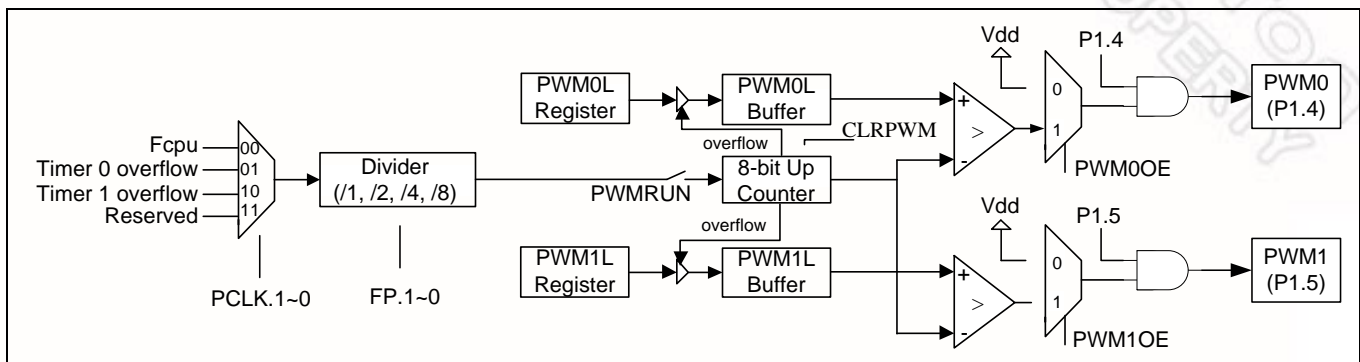 Fcpu
Timer 0 overflow
Timer 1 overflow
Reserved
00
01
10
11
PCLK.1~0
Divider
(/1, /2, /4, /8)
FP.1~0
PWMRUN
PWM0L
Register
PWM0L
Buffer
overflow
CLRPWM
8-bit Up
Counter
overflow
PWM1L
Register
PWM1L
Buffer
+
>
-
Vdd
0
1
PWM0OE
P1.4
PWM0
(P1.4)
+
>
-
Vdd
0
1
PWM1OE
P1.5
PWM1
(P1.5)